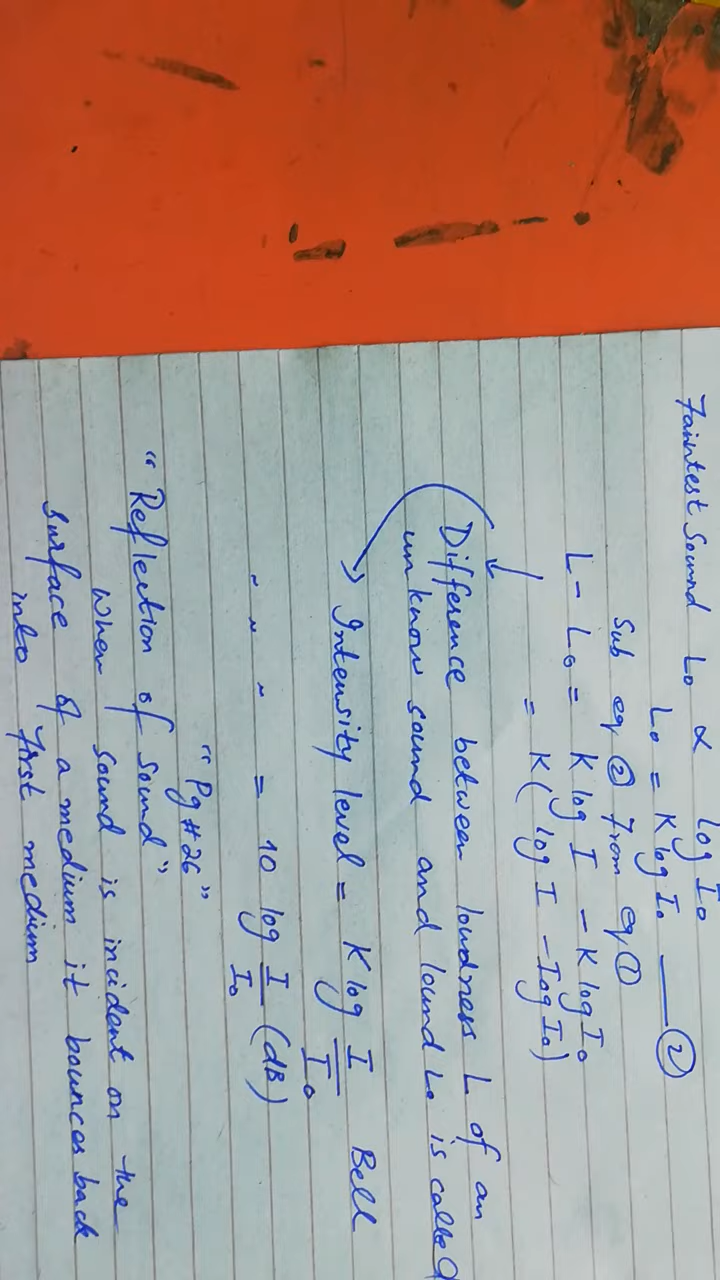 Faintest Sound L₀ ∝ log I₀
L₀ = K log I₀ —— ②
Sub eq ② from eq ①
L - L₀ = K log I - K log I₀
= K (log I - log I₀)
Difference between loudness L of an
unknow sound and lound L₀ is called
→ Intensity level = K log I/I₀ Bell
" " " = 10 log I/I₀ (dB)
"Pg # 26"
"Reflection of Sound"
When sound is incident on the
surface of a medium it bounces back
into first medium